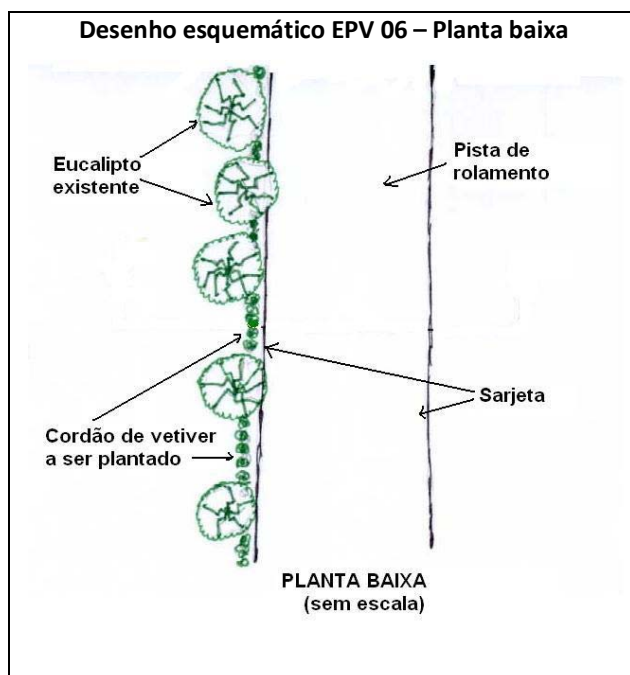 Desenho esquemático EPV 06 – Planta baixa
Eucalipto
existente
Pista de
rolamento
Cordão de vetiver
a ser plantado
Sarjeta
PLANTA BAIXA
(sem escala)